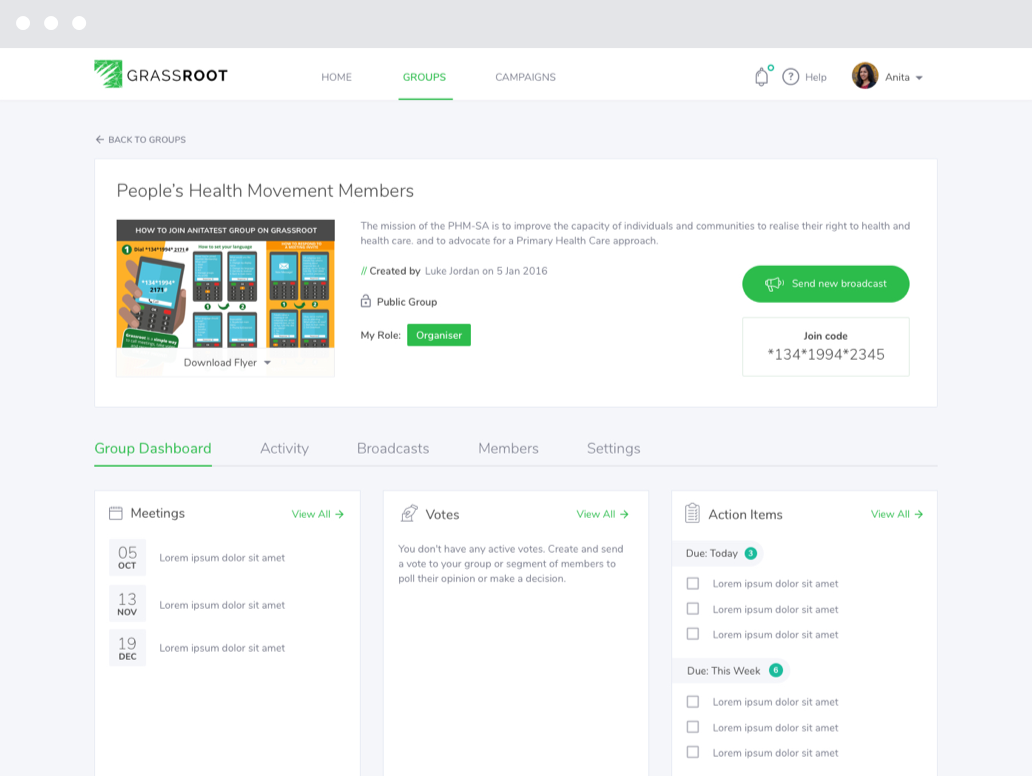 GRASSROOT
HOME
GROUPS
CAMPAIGNS
? Help
Anita
BACK TO GROUPS
People's Health Movement Members
HOW TO JOIN ANITATEST GROUP ON GRASSROOT
1 Dial *134*1994*2171#
How to set your language
*134*1994*
2171
1
2
1
2
Grassroot is a simple way
Download Flyer
The mission of the PHM-SA is to improve the capacity of individuals and communities to realise their right to health and
health care. and to advocate for a Primary Health Care approach.
// Created by Luke Jordan on 5 Jan 2016
Public Group
My Role: Organiser
Send new broadcast
Join code
*134*1994*2345
Group Dashboard
Activity
Broadcasts
Members
Settings
Meetings
View All
05
OCT
Lorem ipsum dolor sit amet
13
NOV
Lorem ipsum dolor sit amet
19
DEC
Lorem ipsum dolor sit amet
Votes
View All
You don't have any active votes. Create and send
a vote to your group or segment of members to
poll their opinion or make a decision.
Action Items
View All
Due: Today 3
Lorem ipsum dolor sit amet
Lorem ipsum dolor sit amet
Lorem ipsum dolor sit amet
Due: This Week 6
Lorem ipsum dolor sit amet
Lorem ipsum dolor sit amet
Lorem ipsum dolor sit amet